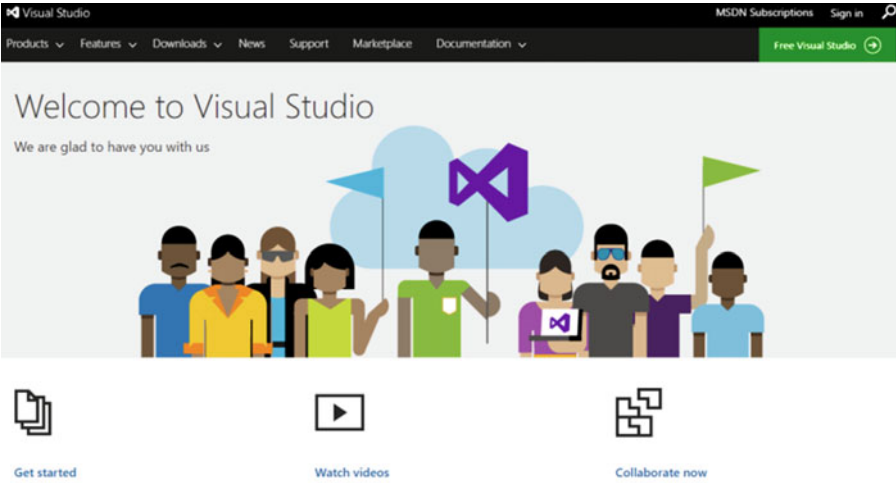 Visual Studio MSDN Subscriptions Sign in
Products Features Downloads News Support Marketplace Documentation Free Visual Studio
Welcome to Visual Studio
We are glad to have you with us
Get started Watch videos Collaborate now